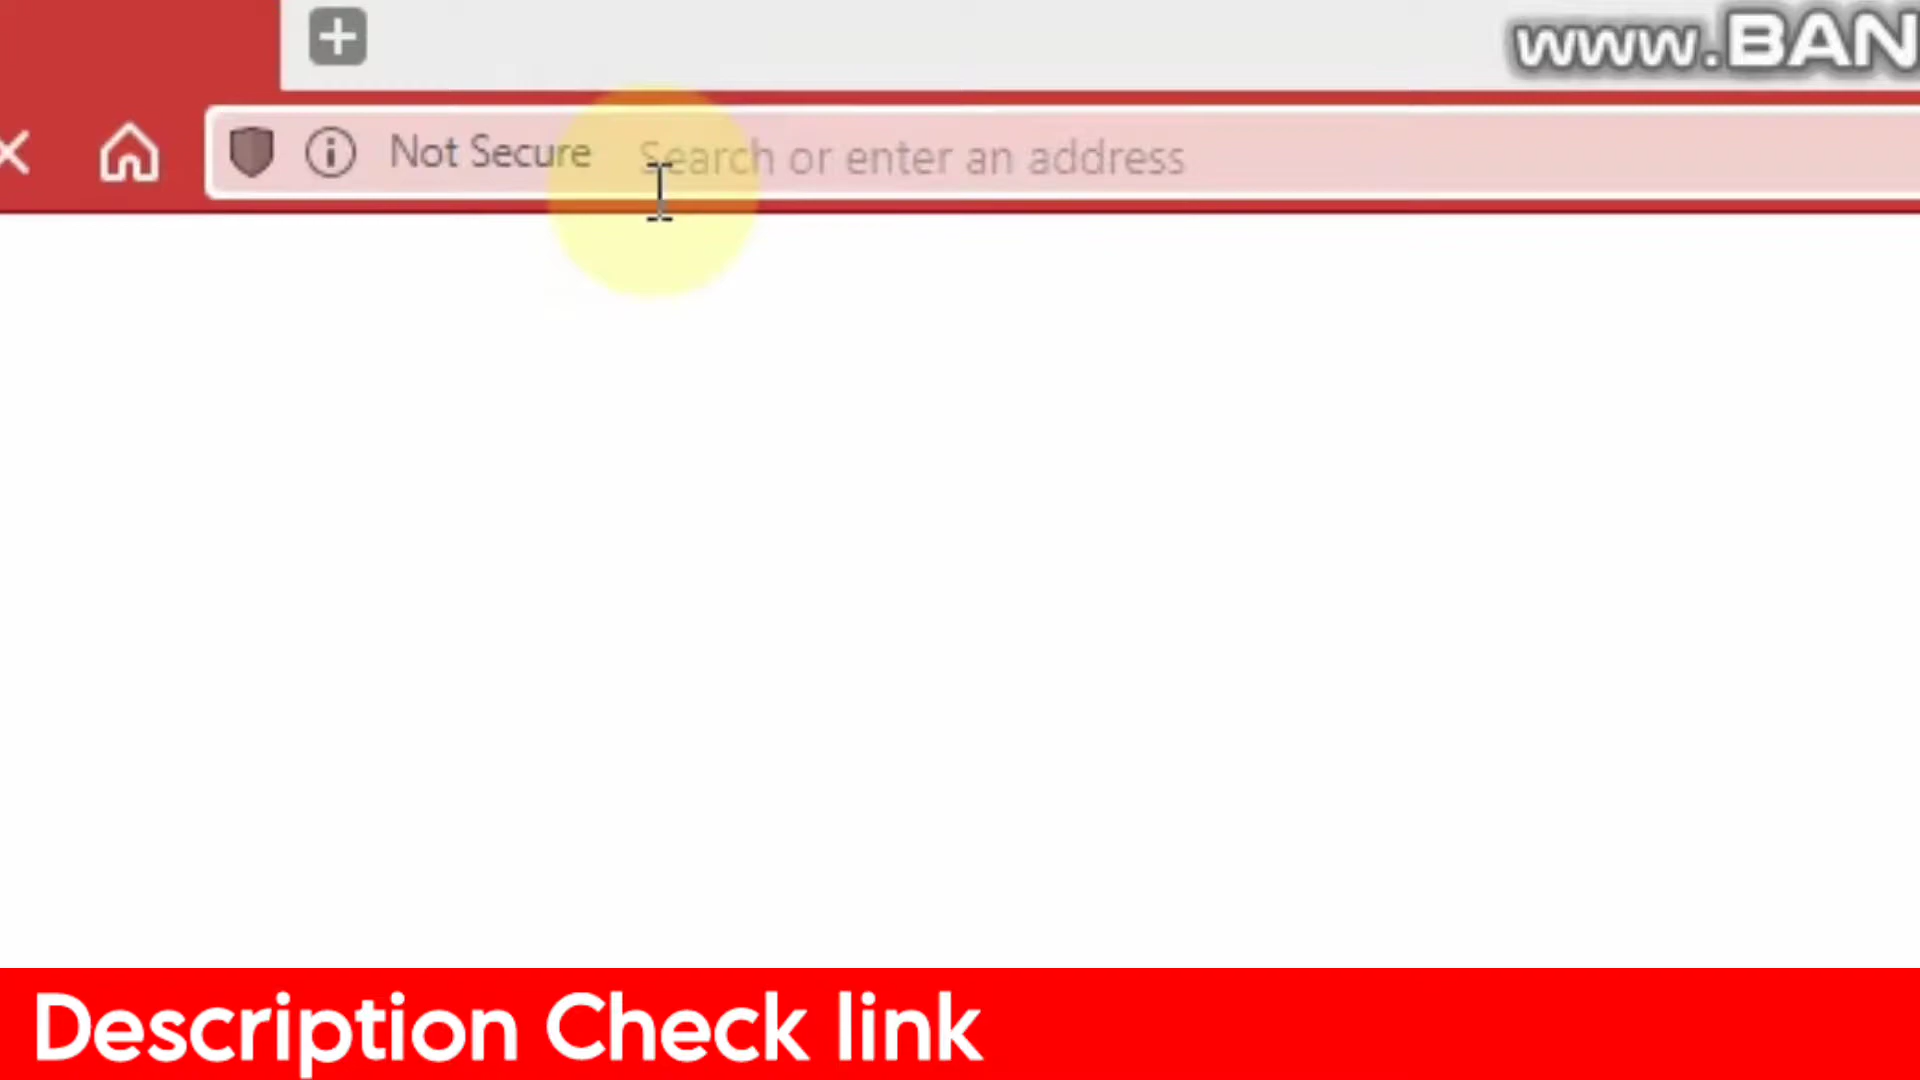 www.BAN
Not Secure Search or enter an address
Description Check link